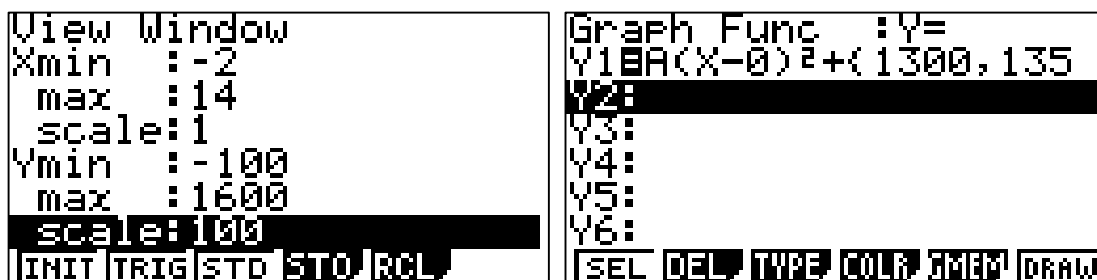 View Window
Xmin :-2
max :14
scale:1
Ymin :-100
max :1600
scale:100
INIT TRIG STD STO RCL
Graph Func :Y=
Y1=A(X-0)²+{1300,135
Y2:
Y3:
Y4:
Y5:
Y6:
SEL DEL TYPE COLR GMEM DRAW